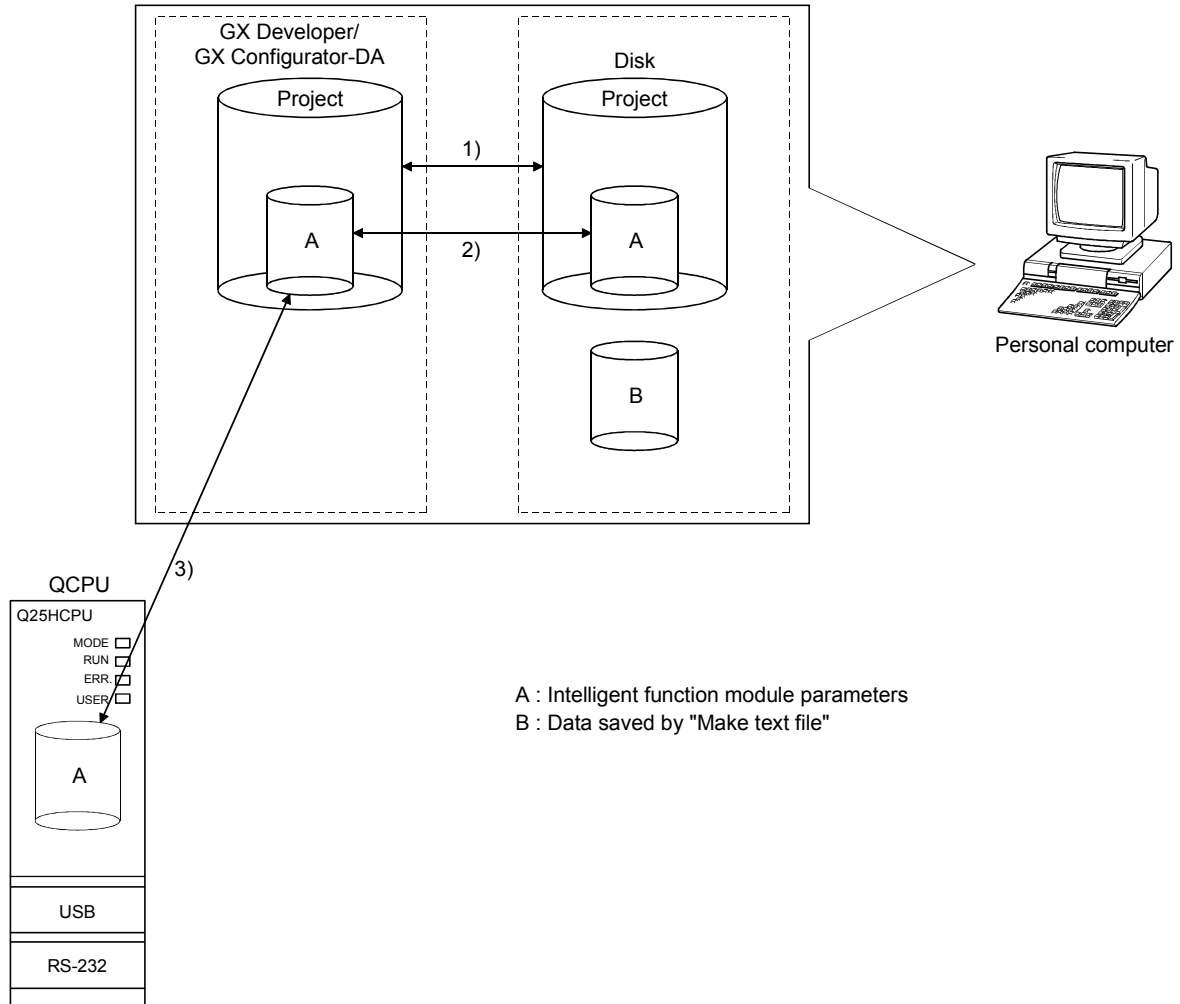 GX Developer/
GX Configurator-DA
Disk
Project
Project
1)
A
2)
A
B
Personal computer
3)
QCPU
Q25HCPU
MODE
RUN
ERR.
USER
A
USB
RS-232
A : Intelligent function module parameters
B : Data saved by "Make text file"